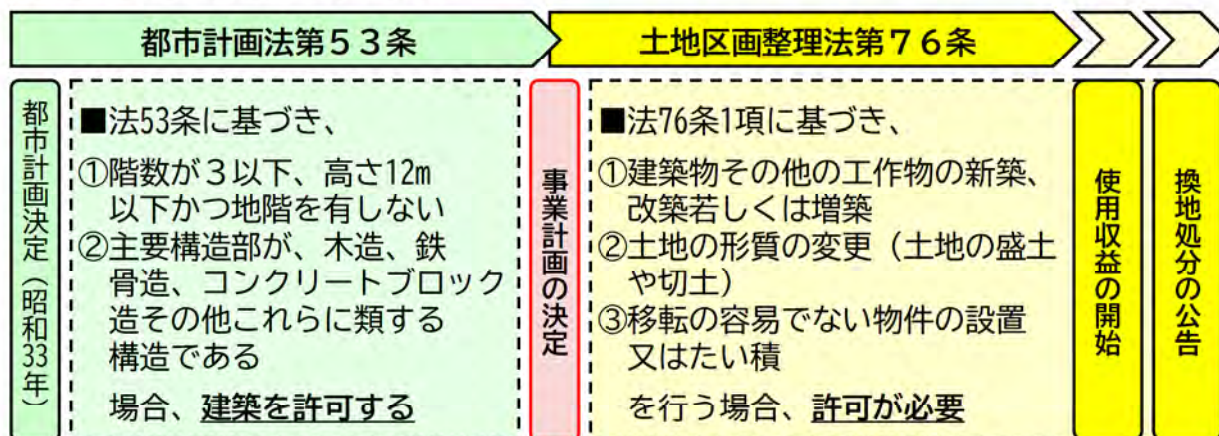 都市計画法第５３条
土地区画整理法第７６条
都市計画決定（昭和33年）
■法53条に基づき、
①階数が３以下、高さ12m
以下かつ地階を有しない
②主要構造部が、木造、鉄
骨造、コンクリートブロック
造その他これらに類する
構造である
場合、建築を許可する
事業計画の決定
■法76条1項に基づき、
①建築物その他の工作物の新築、
改築若しくは増築
②土地の形質の変更（土地の盛土
や切土）
③移転の容易でない物件の設置
又はたい積
を行う場合、許可が必要
使用収益の開始
換地処分の公告